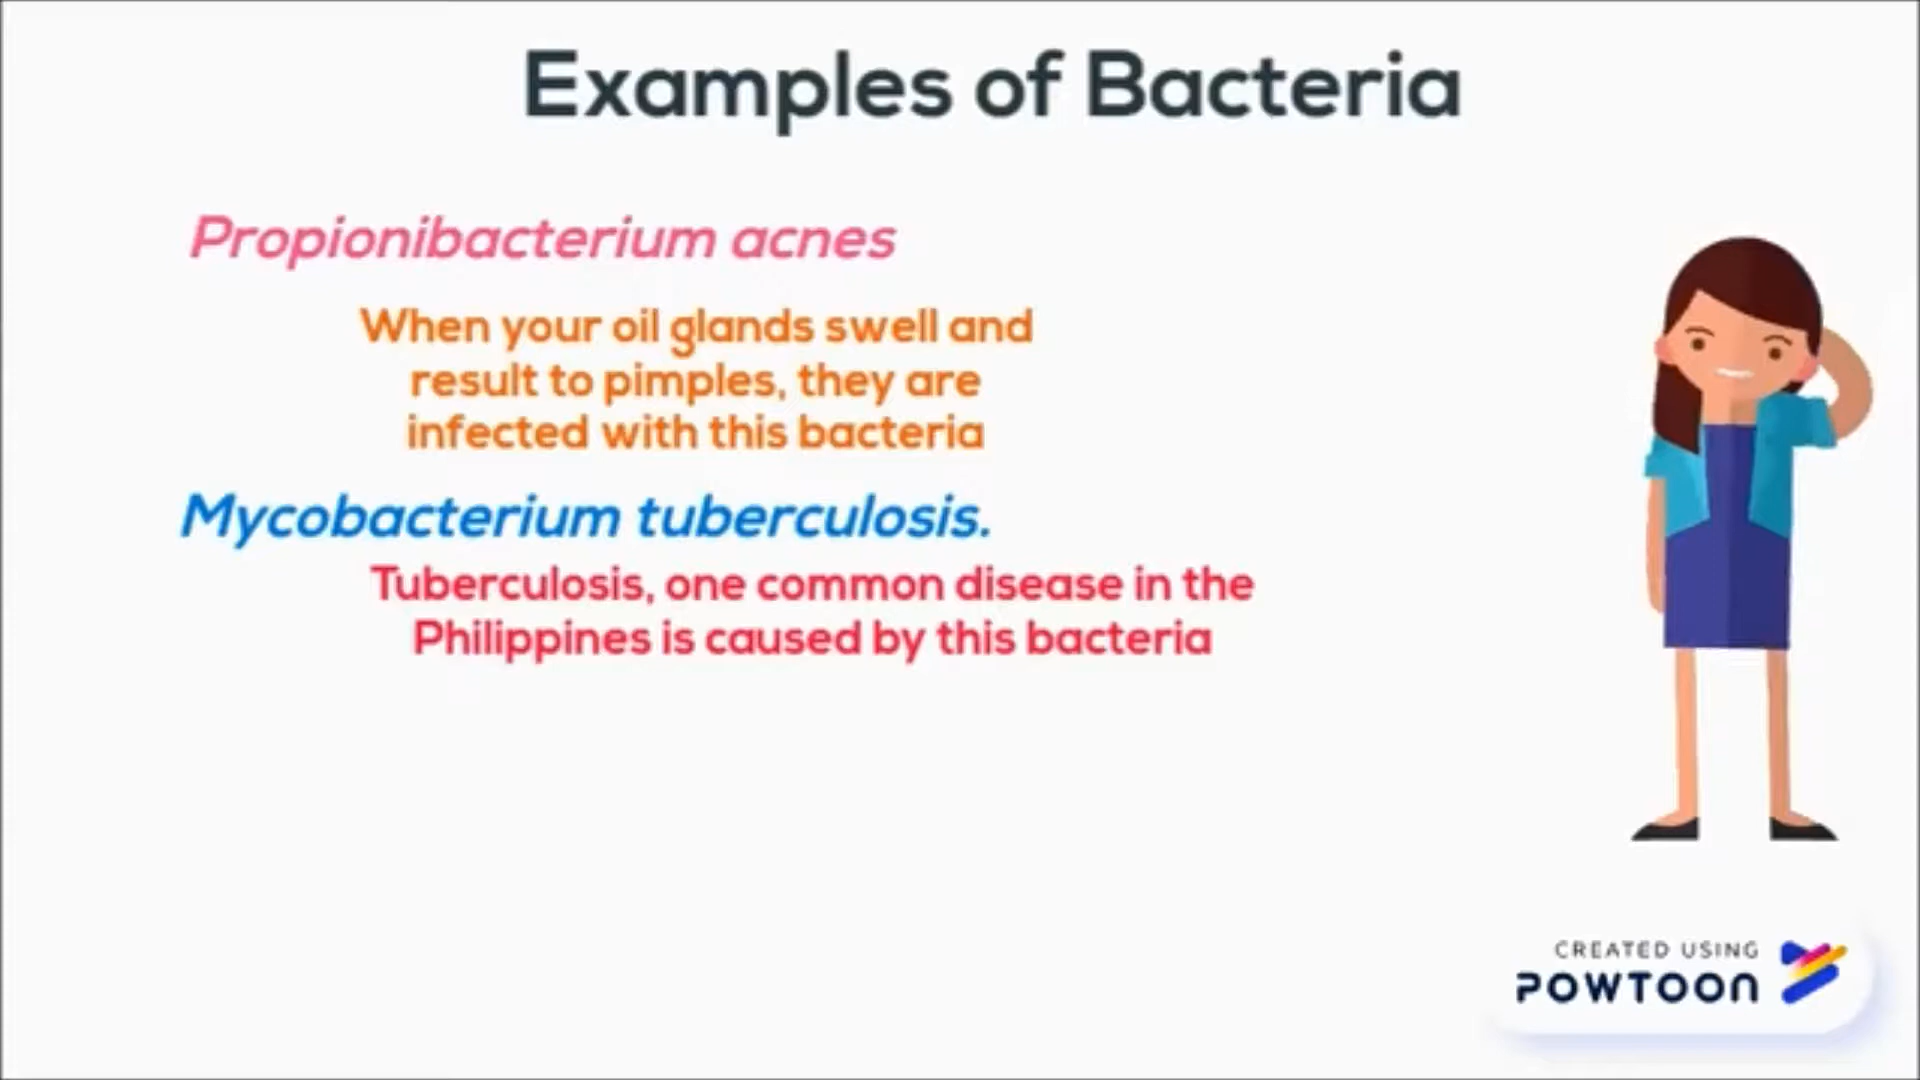 Examples of Bacteria
Propionibacterium acnes
When your oil glands swell and
result to pimples, they are
infected with this bacteria
Mycobacterium tuberculosis.
Tuberculosis, one common disease in the
Philippines is caused by this bacteria
CREATED USING
POWTOON